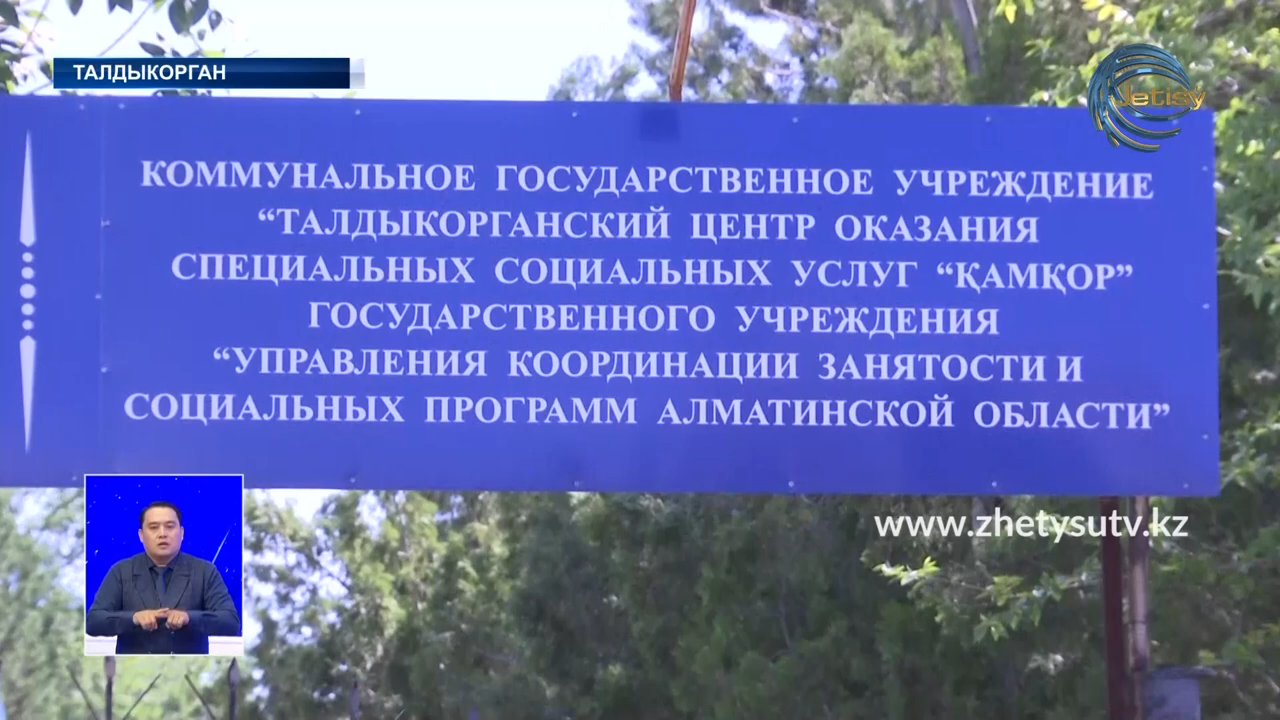 ТАЛДЫКОРГАН
Jetisy
КОММУНАЛЬНОЕ ГОСУДАРСТВЕННОЕ УЧРЕЖДЕНИЕ
“ТАЛДЫКОРГАНСКИЙ ЦЕНТР ОКАЗАНИЯ
СПЕЦИАЛЬНЫХ СОЦИАЛЬНЫХ УСЛУГ “ҚАМҚОР”
ГОСУДАРСТВЕННОГО УЧРЕЖДЕНИЯ
“УПРАВЛЕНИЯ КООРДИНАЦИИ ЗАНЯТОСТИ И
СОЦИАЛЬНЫХ ПРОГРАММ АЛМАТИНСКОЙ ОБЛАСТИ”
www.zhetysutv.kz